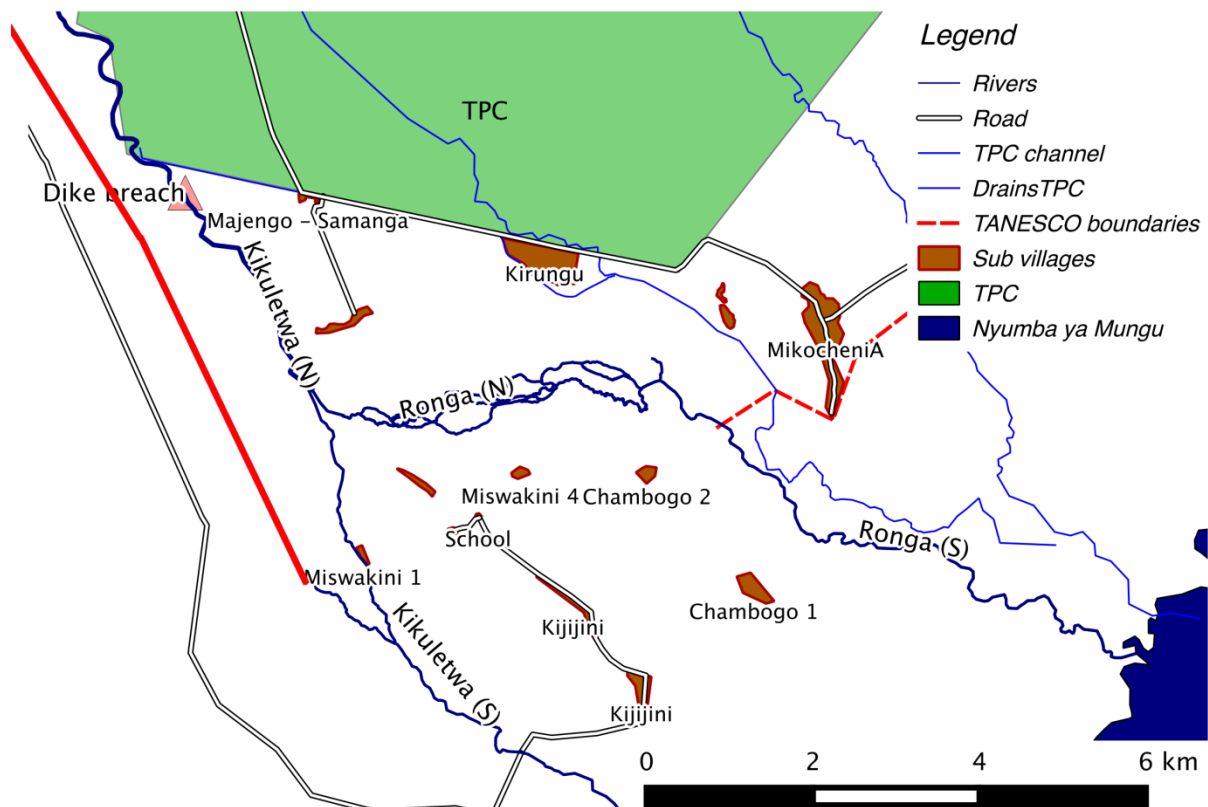 Legend
Rivers
Road
TPC channel
DrainsTPC
TANESCO boundaries
Sub villages
TPC
Nyumba ya Mungu
TPC
Dike breach
Majengo – Samanga
Kirungu
MikocheniA
Kikuletwa (N)
Ronga (N)
Miswakini 4
Chambogo 2
School
Ronga (S)
Miswakini 1
Chambogo 1
Kikuletwa (S)
Kijijini
Kijijini
0 2 4 6 km